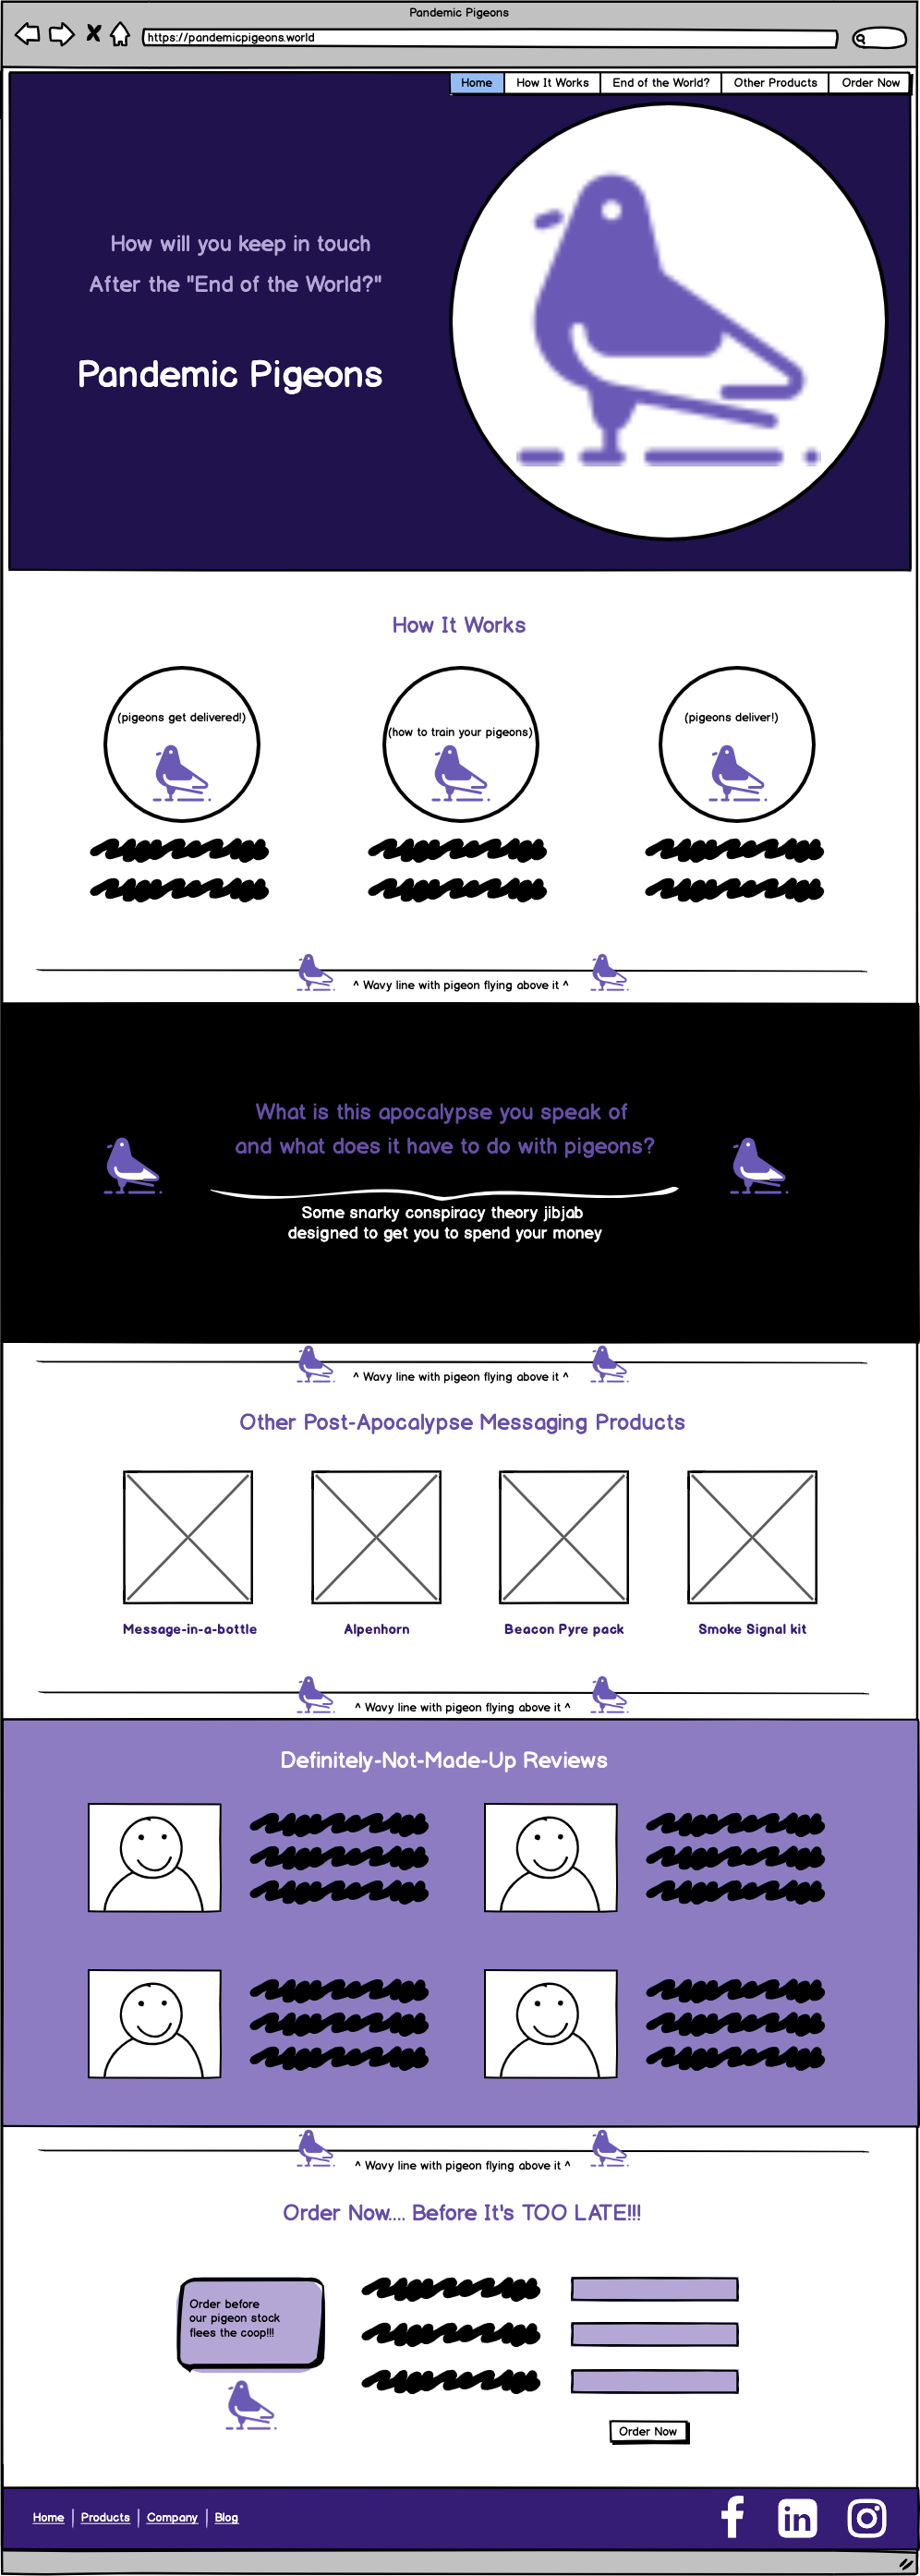 Pandemic Pigeons
https://pandemicpigeons.world
Home
How It Works
End of the World?
Other Products
Order Now
How will you keep in touch
After the "End of the World?"
Pandemic Pigeons
How It Works
(pigeons get delivered!)
(how to train your pigeons)
(pigeons deliver!)
^ Wavy line with pigeon flying above it ^
What is this apocalypse you speak of
and what does it have to do with pigeons?
Some snarky conspiracy theory jibjab
designed to get you to spend your money
^ Wavy line with pigeon flying above it ^
Other Post-Apocalypse Messaging Products
Message-in-a-bottle
Alpenhorn
Beacon Pyre pack
Smoke Signal kit
^ Wavy line with pigeon flying above it ^
Definitely-Not-Made-Up Reviews
^ Wavy line with pigeon flying above it ^
Order Now.... Before It's TOO LATE!!!
Order before
our pigeon stock
flees the coop!!!
Order Now
Home | Products | Company | Blog